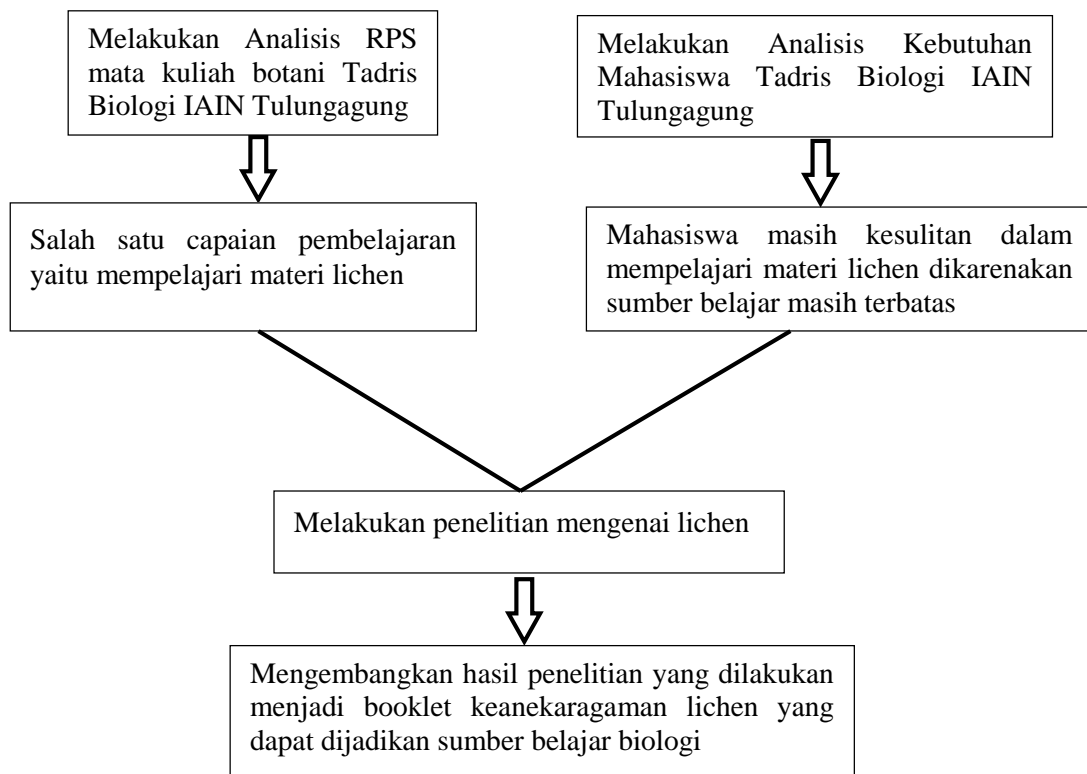 Melakukan Analisis RPS
mata kuliah botani Tadris
Biologi IAIN Tulungagung
Melakukan Analisis Kebutuhan
Mahasiswa Tadris Biologi IAIN
Tulungagung
Salah satu capaian pembelajaran
yaitu mempelajari materi lichen
Mahasiswa masih kesulitan dalam
mempelajari materi lichen dikarenakan
sumber belajar masih terbatas
Melakukan penelitian mengenai lichen
Mengembangkan hasil penelitian yang dilakukan
menjadi booklet keanekaragaman lichen yang
dapat dijadikan sumber belajar biologi